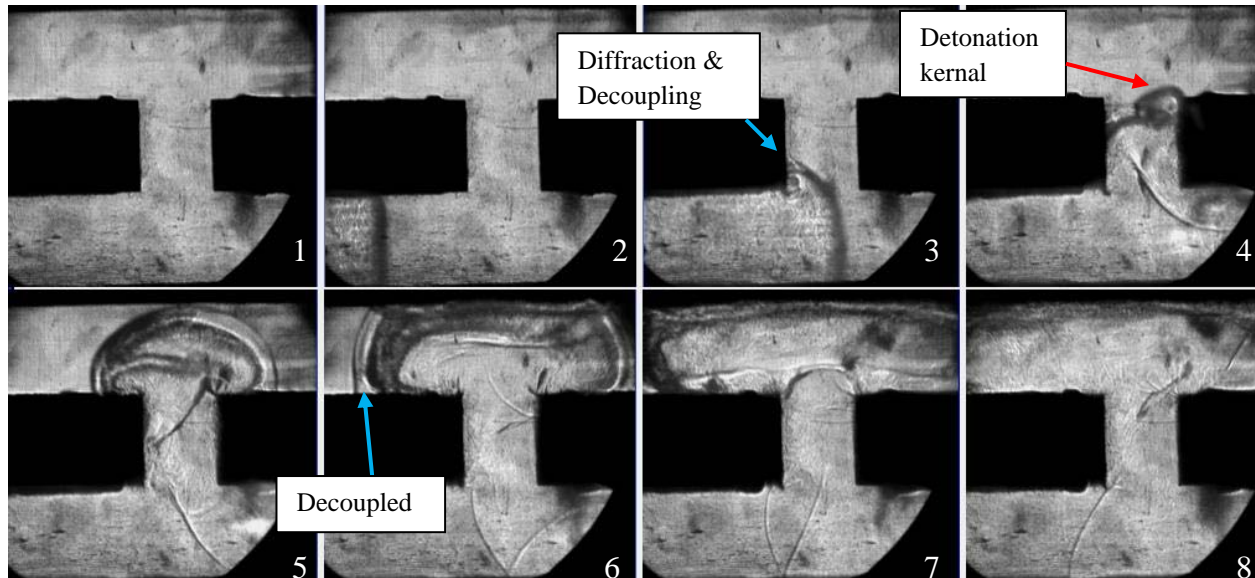 Diffraction &
Decoupling
Detonation
kernal
1
2
3
4
Decoupled
5
6
7
8